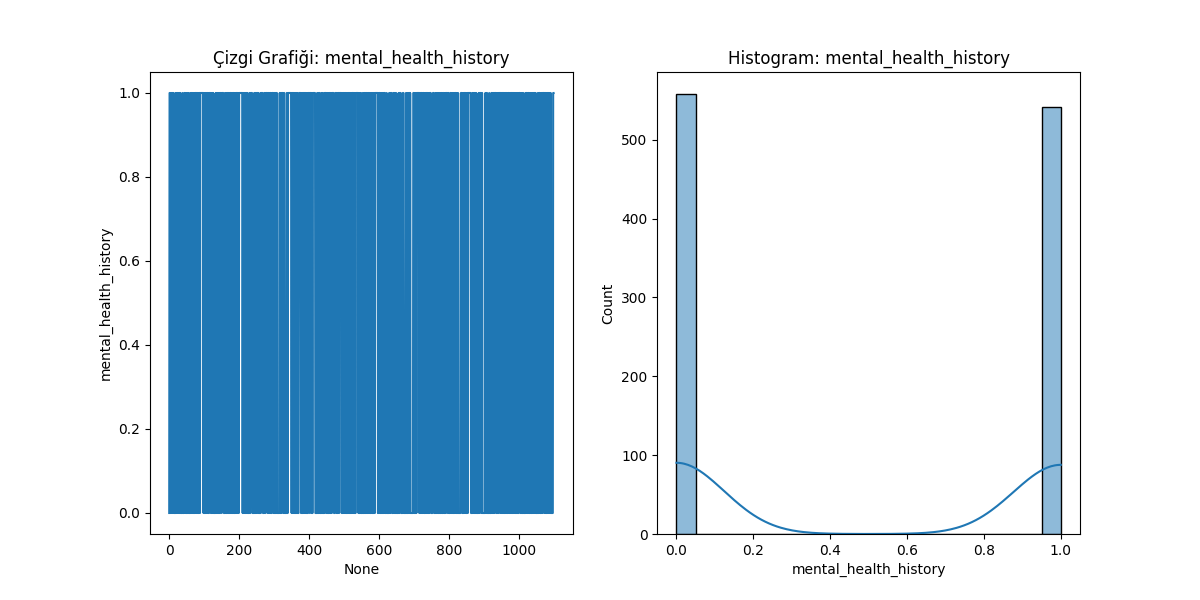 Çizgi Grafiği: mental_health_history
mental_health_history
1.0
0.8
0.6
0.4
0.2
0.0
0 200 400 600 800 1000
None
Histogram: mental_health_history
Count
500
400
300
200
100
0
0.0 0.2 0.4 0.6 0.8 1.0
mental_health_history